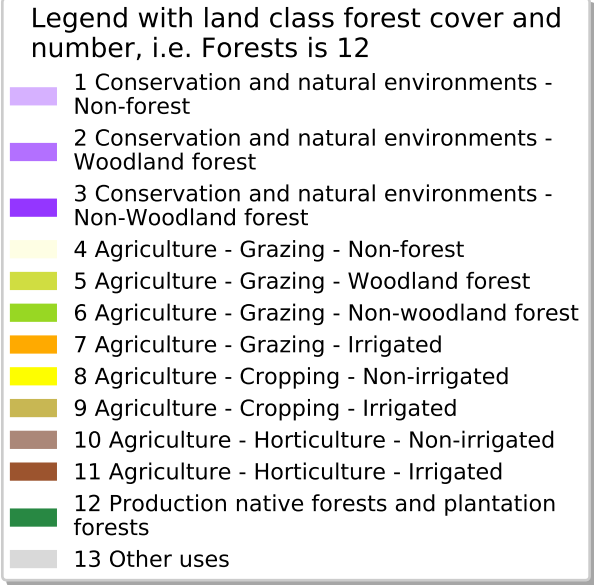 Legend with land class forest cover and
number, i.e. Forests is 12
1 Conservation and natural environments -
Non-forest
2 Conservation and natural environments -
Woodland forest
3 Conservation and natural environments -
Non-Woodland forest
4 Agriculture - Grazing - Non-forest
5 Agriculture - Grazing - Woodland forest
6 Agriculture - Grazing - Non-woodland forest
7 Agriculture - Grazing - Irrigated
8 Agriculture - Cropping - Non-irrigated
9 Agriculture - Cropping - Irrigated
10 Agriculture - Horticulture - Non-irrigated
11 Agriculture - Horticulture - Irrigated
12 Production native forests and plantation
forests
13 Other uses